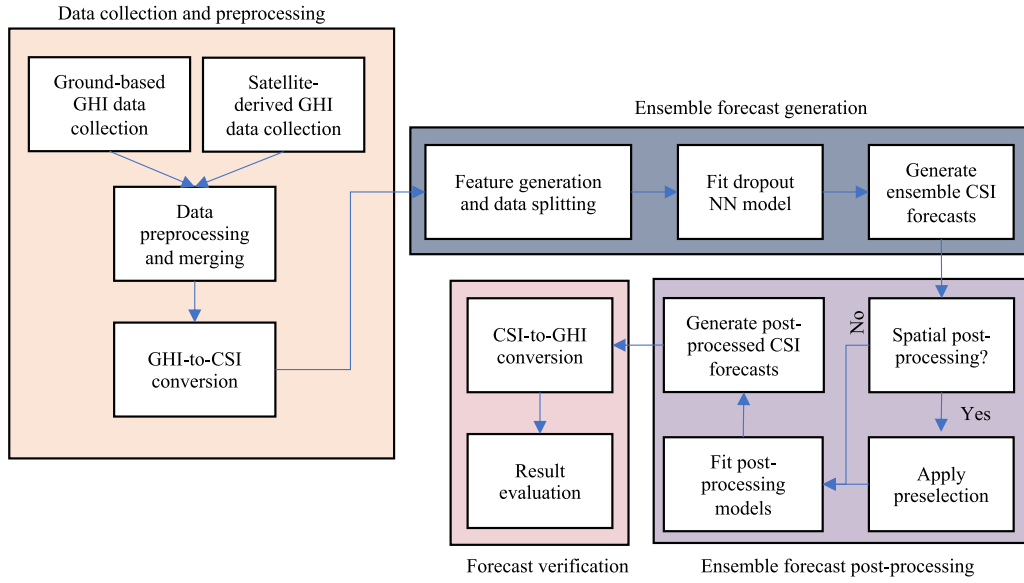 Data collection and preprocessing
Ground-based
GHI data
collection
Satellite-
derived GHI
data collection
Data
preprocessing
and merging
GHI-to-CSI
conversion
Ensemble forecast generation
Feature generation
and data splitting
Fit dropout
NN model
Generate
ensemble CSI
forecasts
Spatial post-
processing?
No
Yes
Apply
preselection
Fit post-
processing
models
Generate post-
processed CSI
forecasts
Ensemble forecast post-processing
CSI-to-GHI
conversion
Result
evaluation
Forecast verification